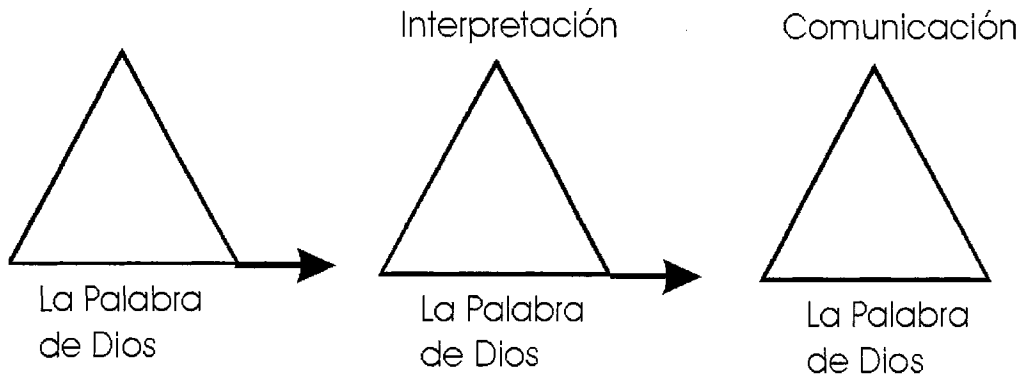 Interpretación
Comunicación
La Palabra
de Dios
La Palabra
de Dios
La Palabra
de Dios